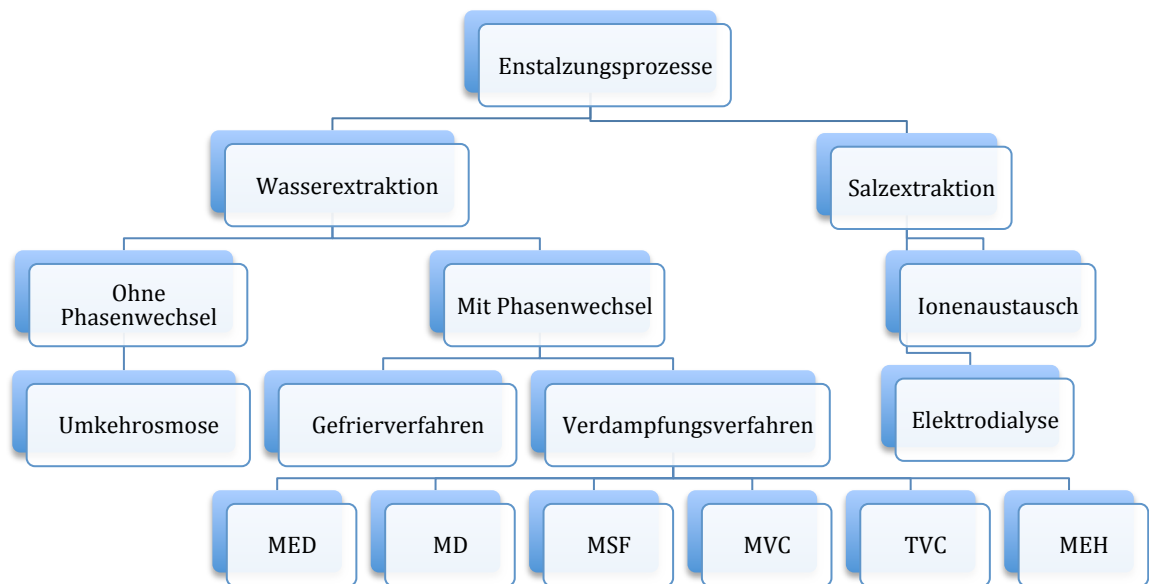 Enstalzungsprozesse
Wasserextraktion
Salzextraktion
Ohne
Phasenwechsel
Mit Phasenwechsel
Ionenaustausch
Umkehrosmose
Gefrierverfahren
Verdampfungsverfahren
Elektrodialyse
MED
MD
MSF
MVC
TVC
MEH